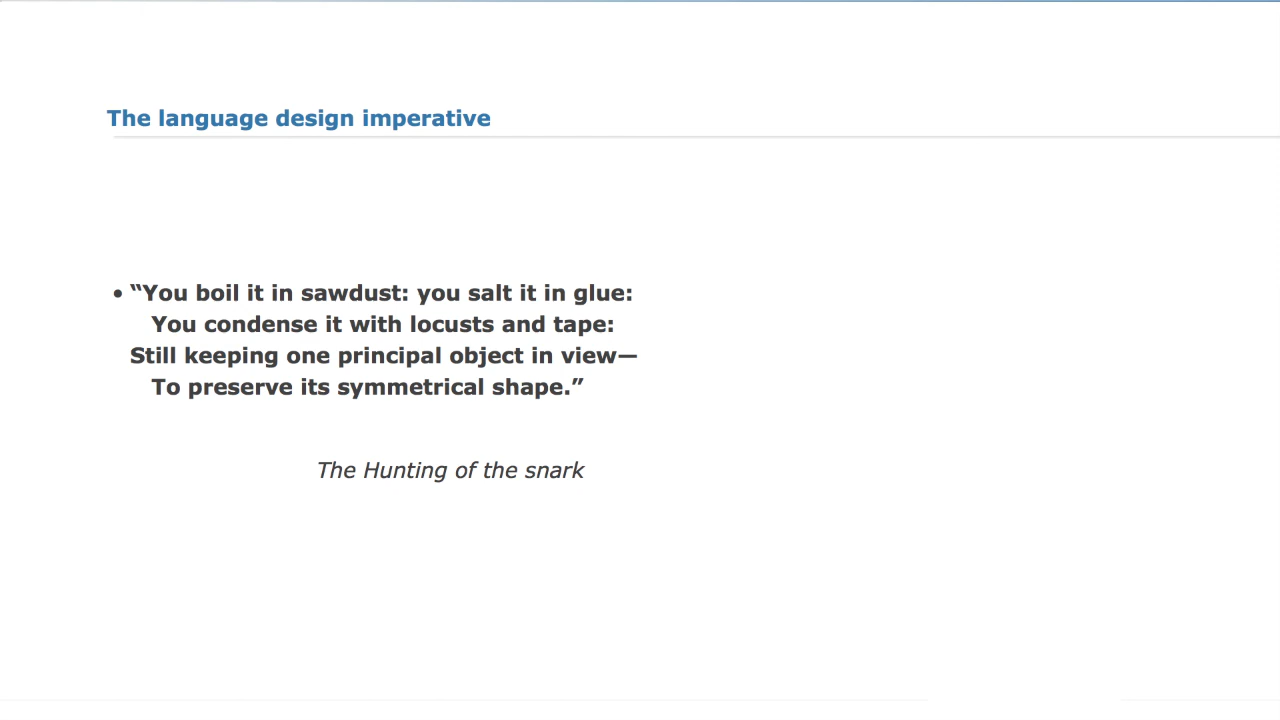 The language design imperative
• “You boil it in sawdust: you salt it in glue:
You condense it with locusts and tape:
Still keeping one principal object in view—
To preserve its symmetrical shape.”
The Hunting of the snark